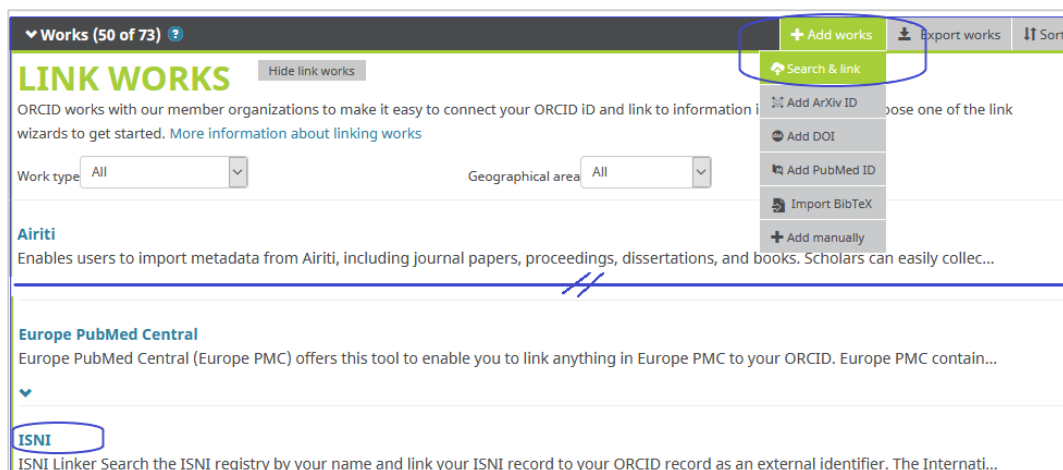 Works (50 of 73) ?
+ Add works
Export works
Sort
LINK WORKS
Hide link works
Search & link
ORCID works with our member organizations to make it easy to connect your ORCID iD and link to information i
ose one of the link
Add ArXiv ID
wizards to get started. More information about linking works
Add DOI
Work type All
Geographical area All
Add PubMed ID
Import BibTeX
Airiti
Add manually
Enables users to import metadata from Airiti, including journal papers, proceedings, dissertations, and books. Scholars can easily collec...
Europe PubMed Central
Europe PubMed Central (Europe PMC) offers this tool to enable you to link anything in Europe PMC to your ORCID. Europe PMC contain...
ISNI
ISNI Linker Search the ISNI registry by your name and link your ISNI record to your ORCID record as an external identifier. The Internati...